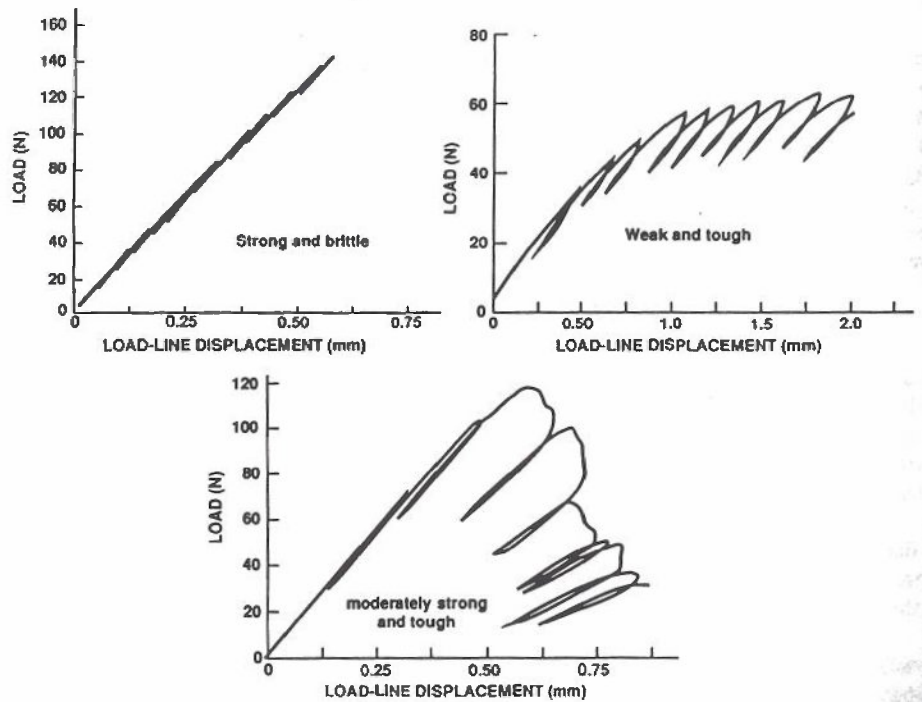 160
140
120
100
80
60
40
20
0
LOAD (N)
Strong and brittle
0 0.25 0.50 0.75
LOAD-LINE DISPLACEMENT (mm)
80
60
40
20
0
LOAD (N)
Weak and tough
0 0.50 1.0 1.5 2.0
LOAD-LINE DISPLACEMENT (mm)
120
100
80
60
40
20
0
LOAD (N)
moderately strong
and tough
0 0.25 0.50 0.75
LOAD-LINE DISPLACEMENT (mm)